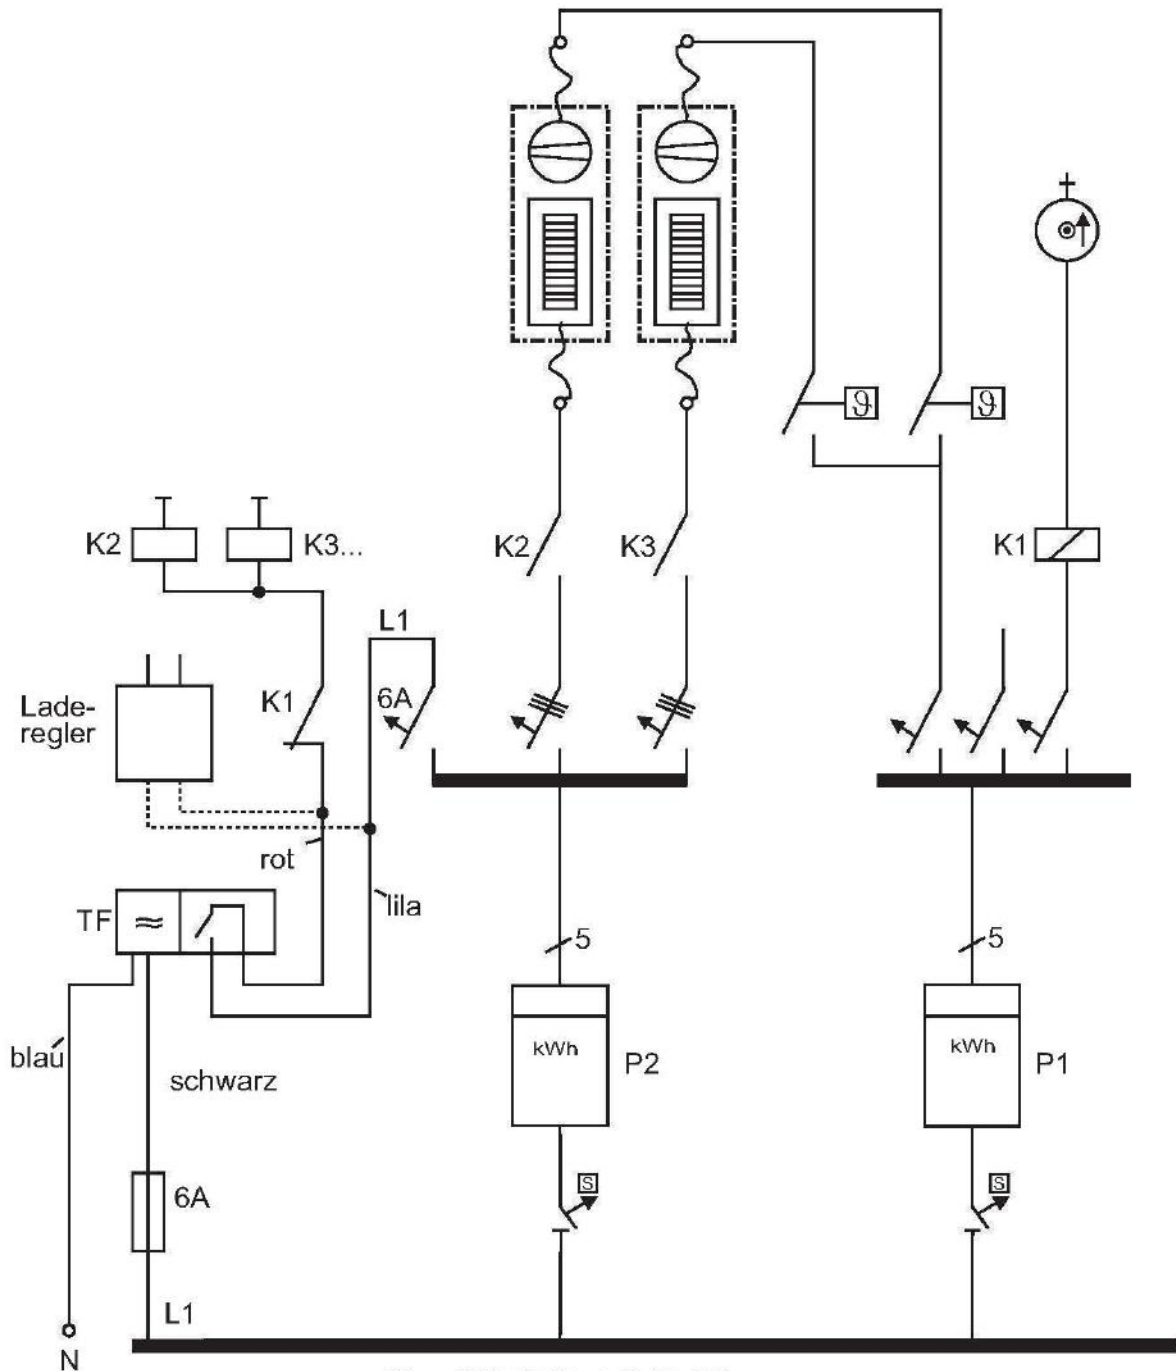 ϑ
ϑ
K2
K3...
K2
K3
K1
L1
Lade-
regler
K1
6A
rot
TF
≈
lila
5
5
blau
kWh
P2
kWh
P1
schwarz
6A
S
S
L1
N